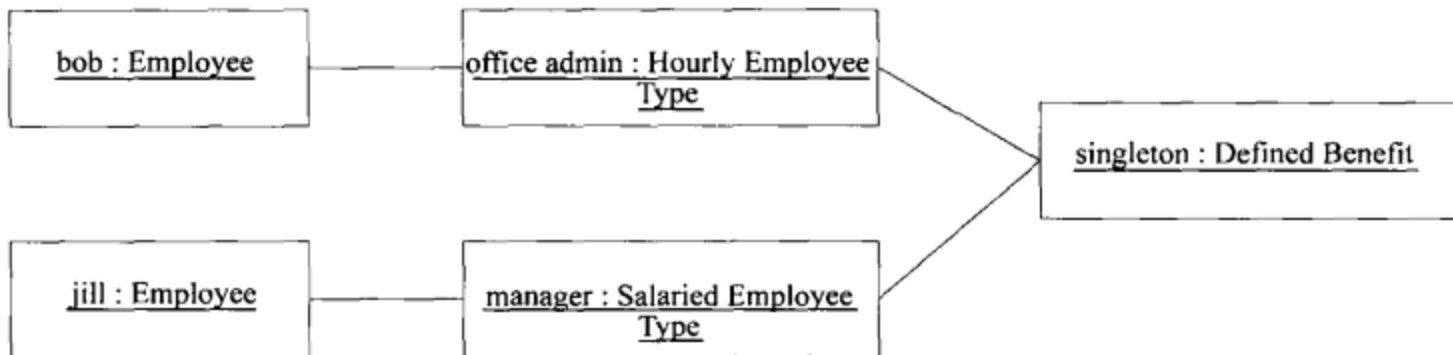 bob : Employee
office admin : Hourly Employee
Type
singleton : Defined Benefit
jill : Employee
manager : Salaried Employee
Type